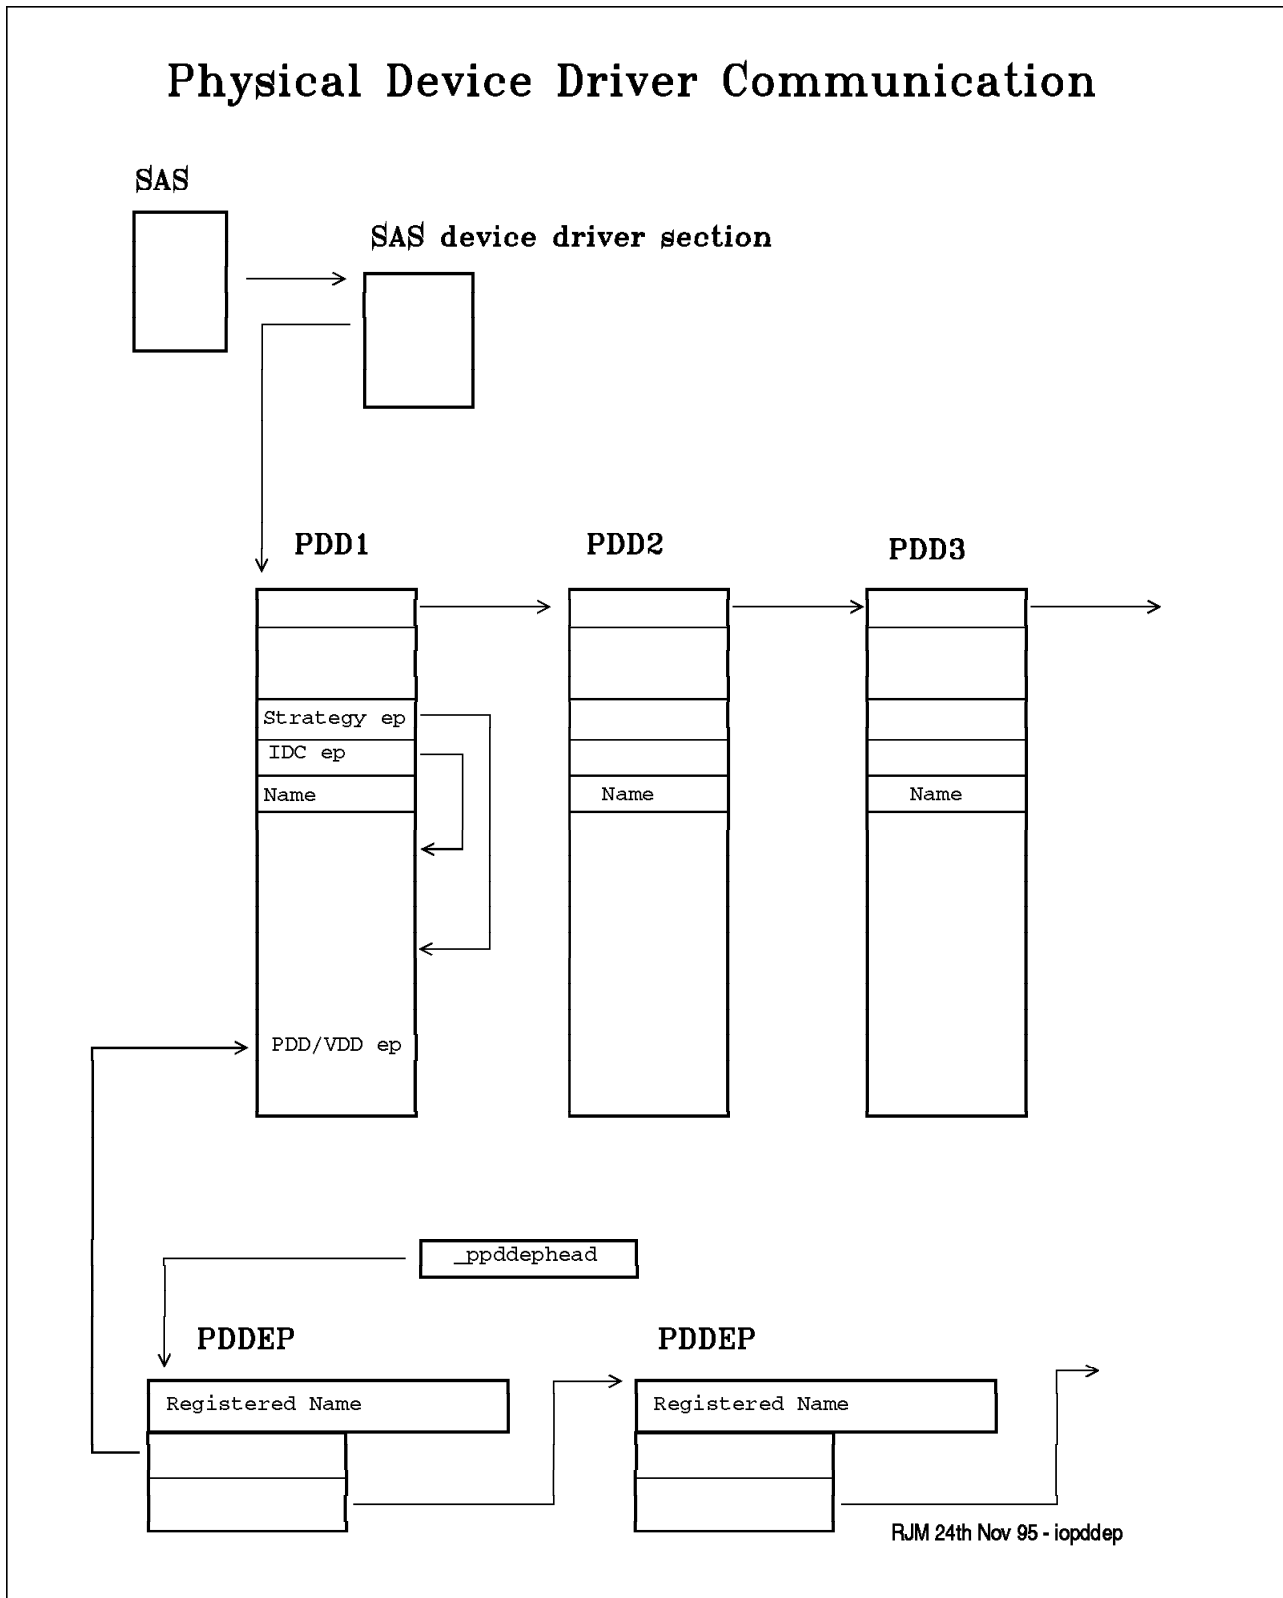 Physical Device Driver Communication
SAS
SAS device driver section
PDD1
PDD2
PDD3
Strategy ep
IDC ep
Name
Name
Name
PDD/VDD ep
_ppddephead
PDDEP
PDDEP
Registered Name
Registered Name
RJM 24th Nov 95 - iopddep